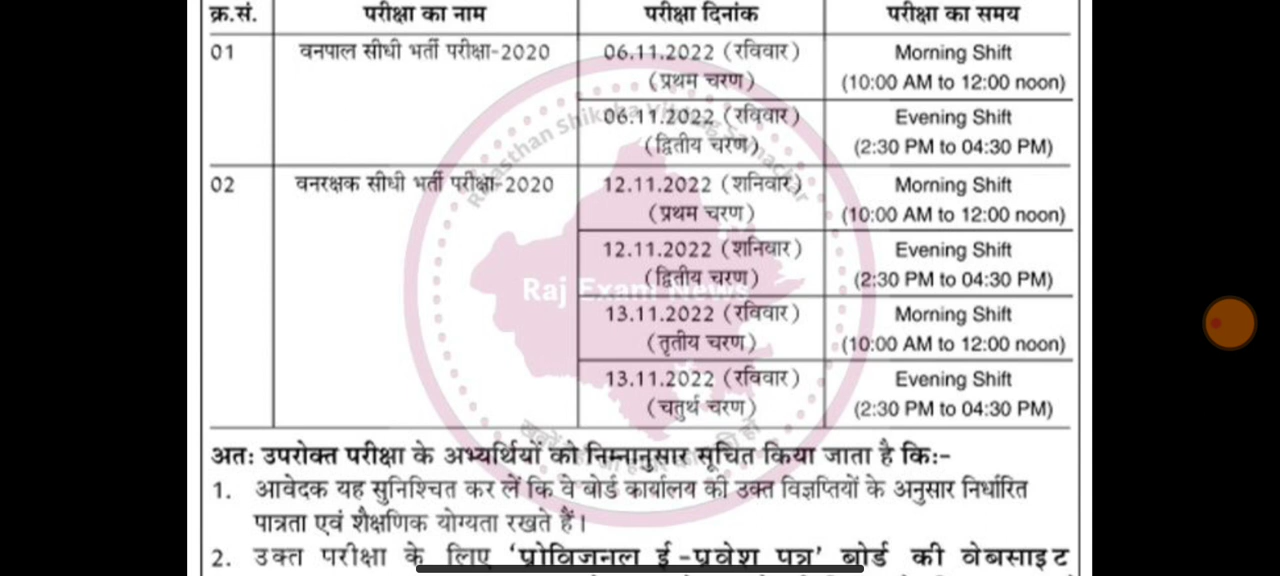 क्र.सं. परीक्षा का नाम परीक्षा दिनांक परीक्षा का समय
01 वनपाल सीधी भर्ती परीक्षा-2020 06.11.2022 (रविवार) Morning Shift
(प्रथम चरण) (10:00 AM to 12:00 noon)
06.11.2022 (रविवार) Evening Shift
(द्वितीय चरण) (2:30 PM to 04:30 PM)
02 वनरक्षक सीधी भर्ती परीक्षा-2020 12.11.2022 (शनिवार) Morning Shift
(प्रथम चरण) (10:00 AM to 12:00 noon)
12.11.2022 (शनिवार) Evening Shift
(द्वितीय चरण) (2:30 PM to 04:30 PM)
13.11.2022 (रविवार) Morning Shift
(तृतीय चरण) (10:00 AM to 12:00 noon)
13.11.2022 (रविवार) Evening Shift
(चतुर्थ चरण) (2:30 PM to 04:30 PM)
Rajasthan Shiksha Samachar
Raj Exam News
अतः उपरोक्त परीक्षा के अभ्यर्थियों को निम्नानुसार सूचित किया जाता है कि:-
1. आवेदक यह सुनिश्चित कर लें कि वे बोर्ड कार्यालय की उक्त विज्ञप्तियों के अनुसार निर्धारित
पात्रता एवं शैक्षणिक योग्यता रखते हैं।
2. उक्त परीक्षा के लिए 'प्रोविजनल ई-प्रवेश पत्र' बोर्ड की वेबसाइट